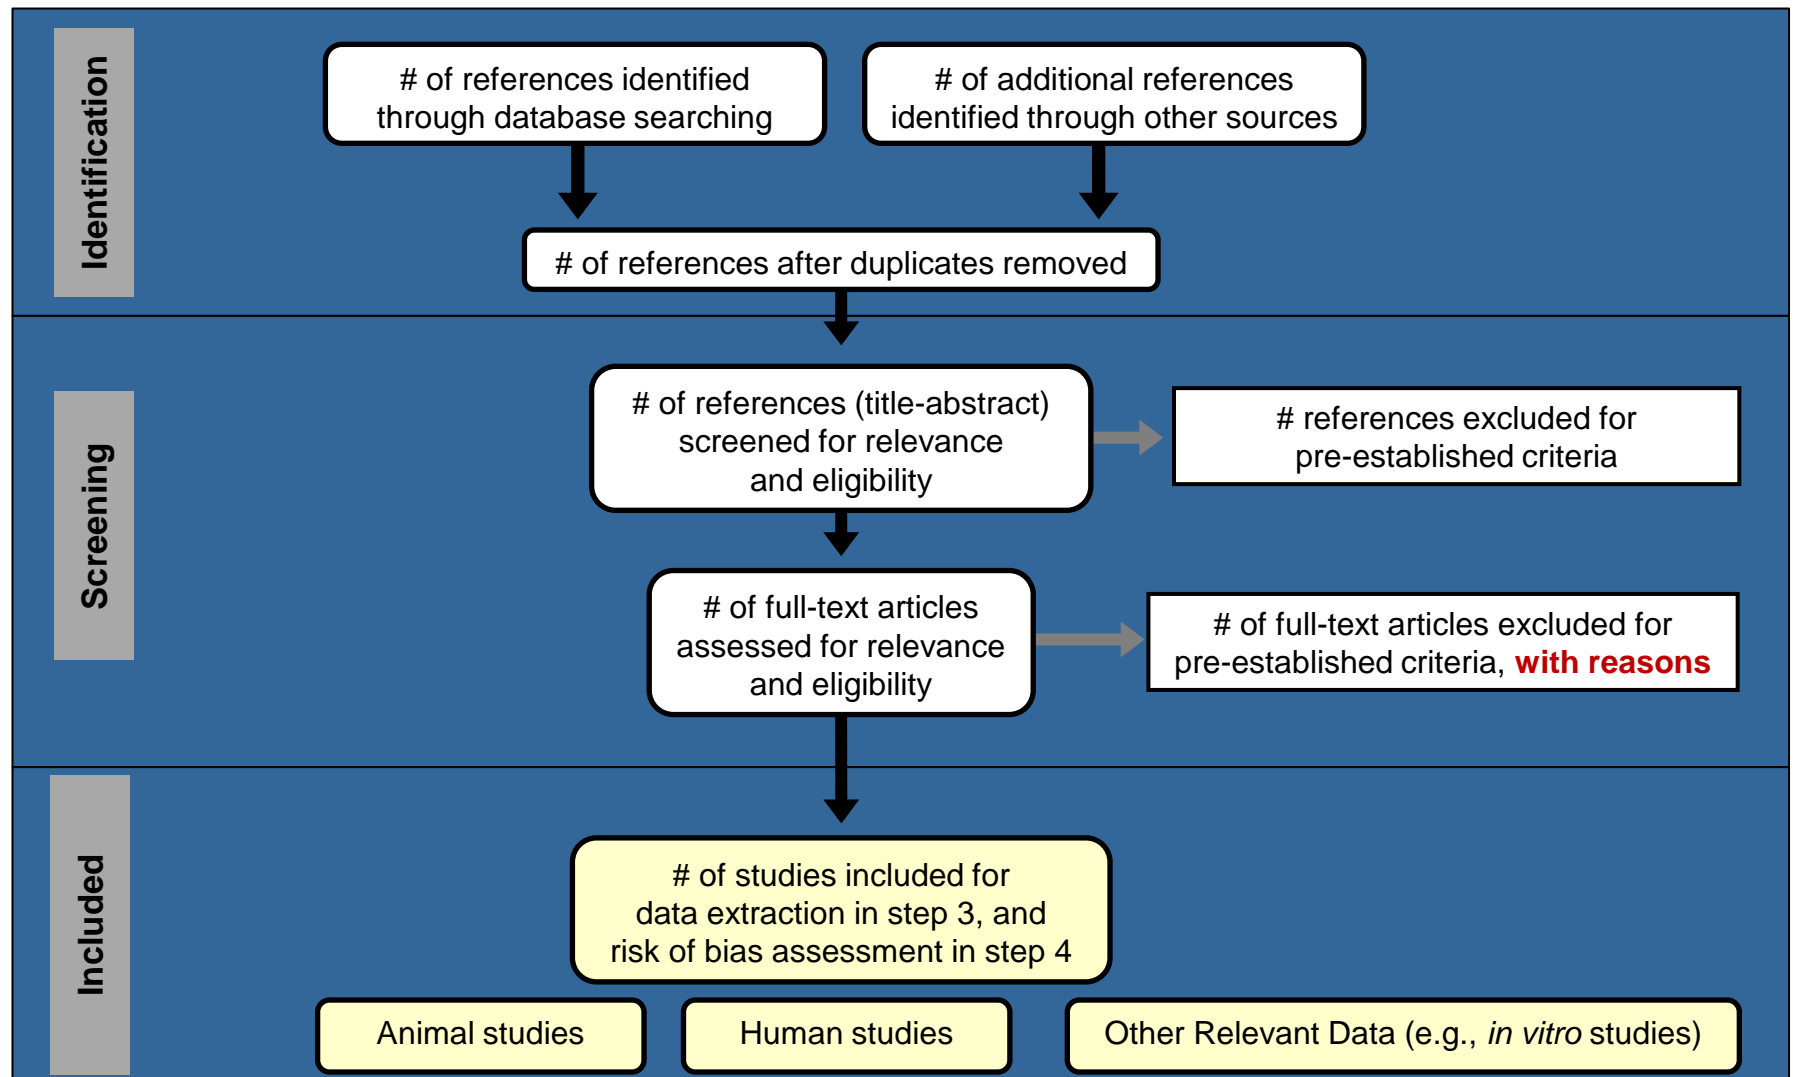 Identification
# of references identified
through database searching
# of additional references
identified through other sources
# of references after duplicates removed
Screening
# of references (title-abstract)
screened for relevance
and eligibility
# references excluded for
pre-established criteria
# of full-text articles
assessed for relevance
and eligibility
# of full-text articles excluded for
pre-established criteria, with reasons
Included
# of studies included for
data extraction in step 3, and
risk of bias assessment in step 4
Animal studies
Human studies
Other Relevant Data (e.g., in vitro studies)